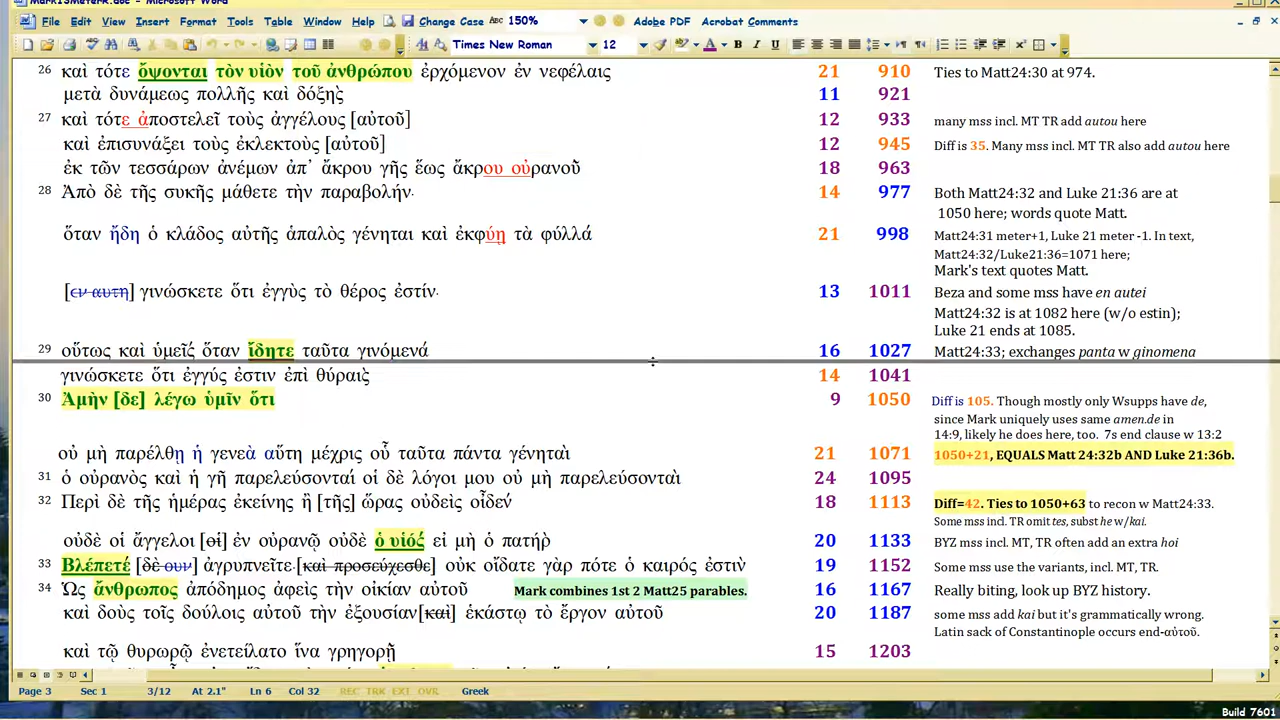 Mark13MeterR.doc - Microsoft Word
File Edit View Insert Format Tools Table Window Help Change Case ABC 150% Adobe PDF Acrobat Comments
Times New Roman 12 B I U
26 καὶ τότε ὄψονται τὸν υἱὸν τοῦ ἀνθρώπου ἐρχόμενον ἐν νεφέλαις 21 910 Ties to Matt24:30 at 974.
μετὰ δυνάμεως πολλῆς καὶ δόξης 11 921
27 καὶ τότε ἀποστελεῖ τοὺς ἀγγέλους [αὐτοῦ] 12 933 many mss incl. MT TR add autou here
καὶ ἐπισυνάξει τοὺς ἐκλεκτοὺς [αὐτοῦ] 12 945 Diff is 35. Many mss incl. MT TR also add autou here
ἐκ τῶν τεσσάρων ἀνέμων ἀπ᾽ ἄκρου γῆς ἕως ἄκρου οὐρανοῦ 18 963
28 Ἀπὸ δὲ τῆς συκῆς μάθετε τὴν παραβολήν· 14 977 Both Matt24:32 and Luke 21:36 are at
1050 here; words quote Matt.
ὅταν ἤδη ὁ κλάδος αὐτῆς ἁπαλὸς γένηται καὶ ἐκφύῃ τὰ φύλλά 21 998 Matt24:31 meter+1, Luke 21 meter -1. In text,
Matt24:32/Luke21:36=1071 here;
Mark's text quotes Matt.
[εν αυτη] γινώσκετε ὅτι ἐγγὺς τὸ θέρος ἐστίν· 13 1011 Beza and some mss have en autei
Matt24:32 is at 1082 here (w/o estin);
Luke 21 ends at 1085.
29 οὕτως καὶ ὑμεῖς ὅταν ἴδητε ταῦτα γινόμενά 16 1027 Matt24:33; exchanges panta w ginomena
γινώσκετε ὅτι ἐγγύς ἐστιν ἐπὶ θύραις 14 1041
30 Ἀμὴν [δε] λέγω ὑμῖν ὅτι 9 1050 Diff is 105. Though mostly only Wsupps have de,
since Mark uniquely uses same amen.de in
14:9, likely he does here, too. 7s end clause w 13:2
οὐ μὴ παρέλθῃ ἡ γενεὰ αὕτη μέχρις οὗ ταῦτα πάντα γένηταὶ 21 1071 1050+21, EQUALS Matt 24:32b AND Luke 21:36b.
31 ὁ οὐρανὸς καὶ ἡ γῆ παρελεύσονταί οἱ δὲ λόγοι μου οὐ μὴ παρελεύσονταὶ 24 1095
32 Περὶ δὲ τῆς ἡμέρας ἐκείνης ἢ [τῆς] ὥρας οὐδεὶς οἶδεν 18 1113 Diff=42. Ties to 1050+63 to recon w Matt24:33.
Some mss incl. TR omit tes, subst he w/kai.
οὐδὲ οἱ ἄγγελοι [οἱ] ἐν οὐρανῷ οὐδὲ ὁ υἱός εἰ μὴ ὁ πατήρ 20 1133 BYZ mss incl. MT, TR often add an extra hoi
33 Βλέπετέ [δὲ ουν] ἀγρυπνεῖτε [καὶ προσεύχεσθε] οὐκ οἴδατε γὰρ πότε ὁ καιρός ἐστιν 19 1152 Some mss use the variants, incl. MT, TR.
34 Ὡς ἄνθρωπος ἀπόδημος ἀφεὶς τὴν οἰκίαν αὐτοῦ Mark combines 1st 2 Matt25 parables. 16 1167 Really biting, look up BYZ history.
καὶ δοὺς τοῖς δούλοις αὐτοῦ τὴν ἐξουσίαν[καὶ] ἑκάστῳ τὸ ἔργον αὐτοῦ 20 1187 some mss add kai but it's grammatically wrong.
Latin sack of Constantinople occurs end-αὐτοῦ.
καὶ τῷ θυρωρῷ ἐνετείλατο ἵνα γρηγορῇ 15 1203
Page 3 Sec 1 3/12 At 2.1" Ln 6 Col 32 REC TRK EXT OVR Greek
Build 7601